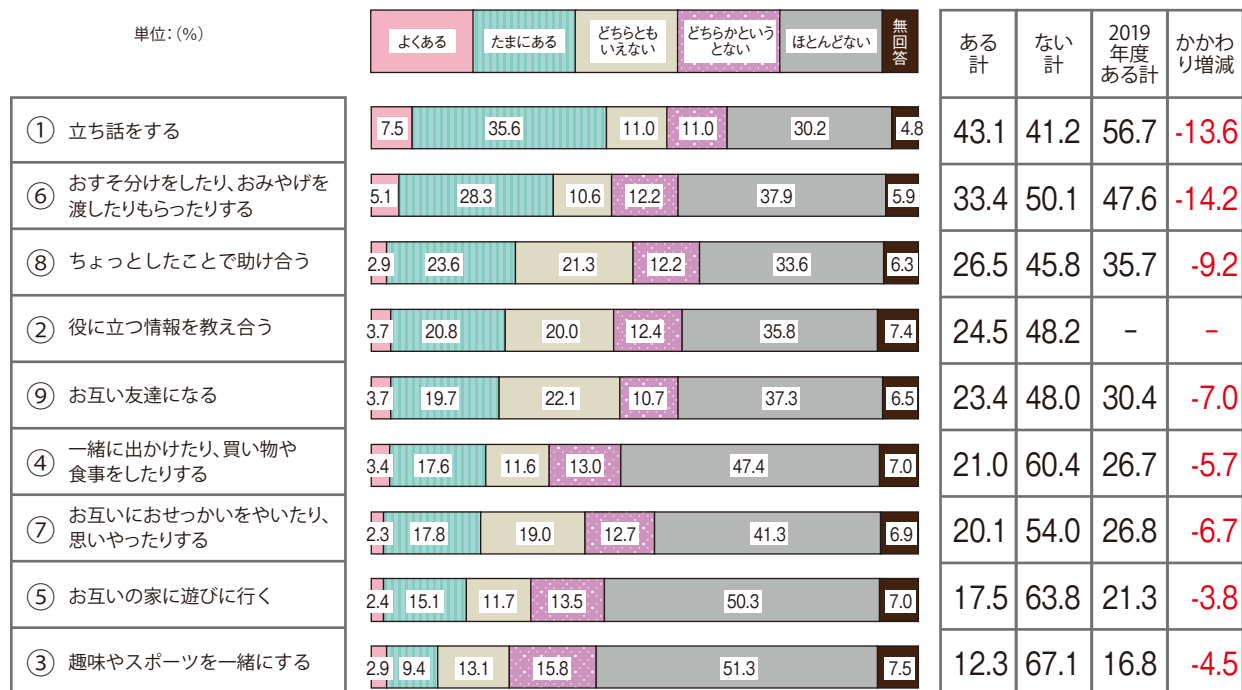 単位：（％）
よくある
たまにある
どちらとも
いえない
どちらかという
とない
ほとんどない
無回答
ある
計
ない
計
2019
年度
ある計
かかわ
り増減
① 立ち話をする 7.5 35.6 11.0 11.0 30.2 4.8 43.1 41.2 56.7 -13.6
⑥ おすそ分けをしたり、おみやげを
渡したりもらったりする 5.1 28.3 10.6 12.2 37.9 5.9 33.4 50.1 47.6 -14.2
⑧ ちょっとしたことで助け合う 2.9 23.6 21.3 12.2 33.6 6.3 26.5 45.8 35.7 -9.2
② 役に立つ情報を教え合う 3.7 20.8 20.0 12.4 35.8 7.4 24.5 48.2 － －
⑨ お互い友達になる 3.7 19.7 22.1 10.7 37.3 6.5 23.4 48.0 30.4 -7.0
④ 一緒に出かけたり、買い物や
食事をしたりする 3.4 17.6 11.6 13.0 47.4 7.0 21.0 60.4 26.7 -5.7
⑦ お互いにおせっかいをやいたり、
思いやったりする 2.3 17.8 19.0 12.7 41.3 6.9 20.1 54.0 26.8 -6.7
⑤ お互いの家に遊びに行く 2.4 15.1 11.7 13.5 50.3 7.0 17.5 63.8 21.3 -3.8
③ 趣味やスポーツを一緒にする 2.9 9.4 13.1 15.8 51.3 7.5 12.3 67.1 16.8 -4.5